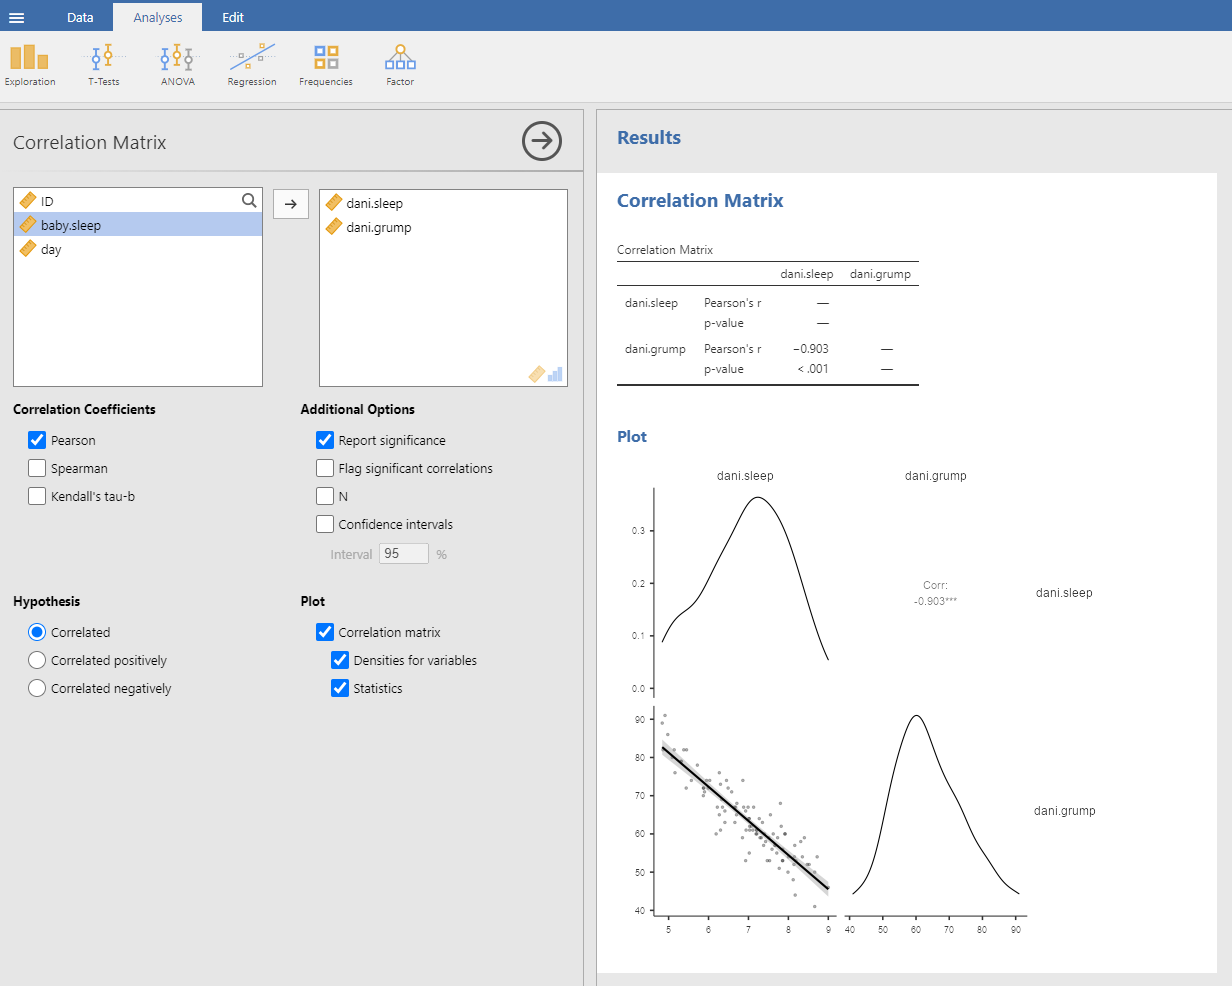 Data Analyses Edit
Exploration T-Tests ANOVA Regression Frequencies Factor
Correlation Matrix
ID
baby.sleep
day
dani.sleep
dani.grump
Correlation Coefficients
Pearson
Spearman
Kendall's tau-b
Additional Options
Report significance
Flag significant correlations
N
Confidence intervals
Interval 95 %
Hypothesis
Correlated
Correlated positively
Correlated negatively
Plot
Correlation matrix
Densities for variables
Statistics
Results
Correlation Matrix
Correlation Matrix
dani.sleep dani.grump
dani.sleep Pearson's r —
p-value —
dani.grump Pearson's r −0.903 —
p-value < .001 —
Plot
dani.sleep dani.grump
0.3
0.2
0.1
0.0
Corr:
-0.903***
dani.sleep
90
80
70
60
50
40
dani.grump
5 6 7 8 9 40 50 60 70 80 90